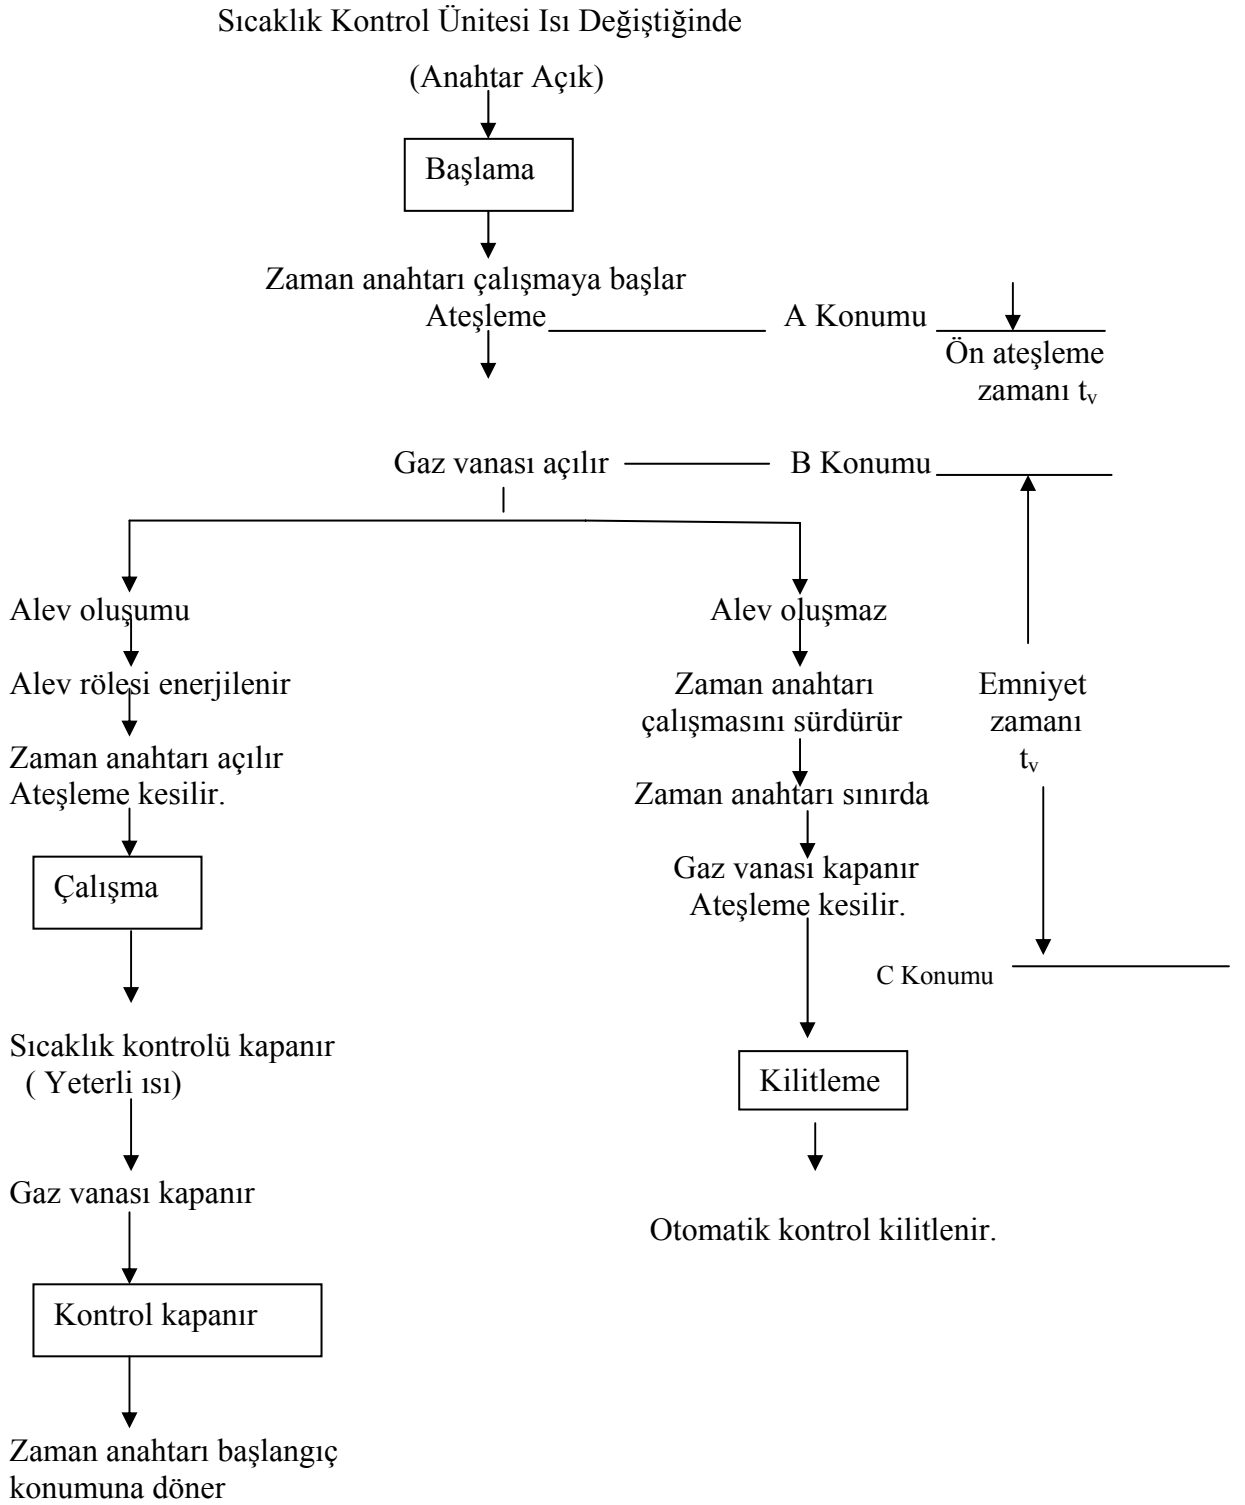 Sıcaklık Kontrol Ünitesi Isı Değiştiğinde
(Anahtar Açık)
Başlama
Zaman anahtarı çalışmaya başlar
Ateşleme
A Konumu
Ön ateşleme
zamanı tv
Gaz vanası açılır
B Konumu
Alev oluşumu
Alev rölesi enerjilenir
Zaman anahtarı açılır
Ateşleme kesilir.
Çalışma
Sıcaklık kontrolü kapanır
( Yeterli ısı)
Gaz vanası kapanır
Kontrol kapanır
Zaman anahtarı başlangıç
konumuna döner
Alev oluşmaz
Zaman anahtarı
çalışmasını sürdürür
Zaman anahtarı sınırda
Gaz vanası kapanır
Ateşleme kesilir.
Kilitleme
Otomatik kontrol kilitlenir.
Emniyet
zamanı
tv
C Konumu